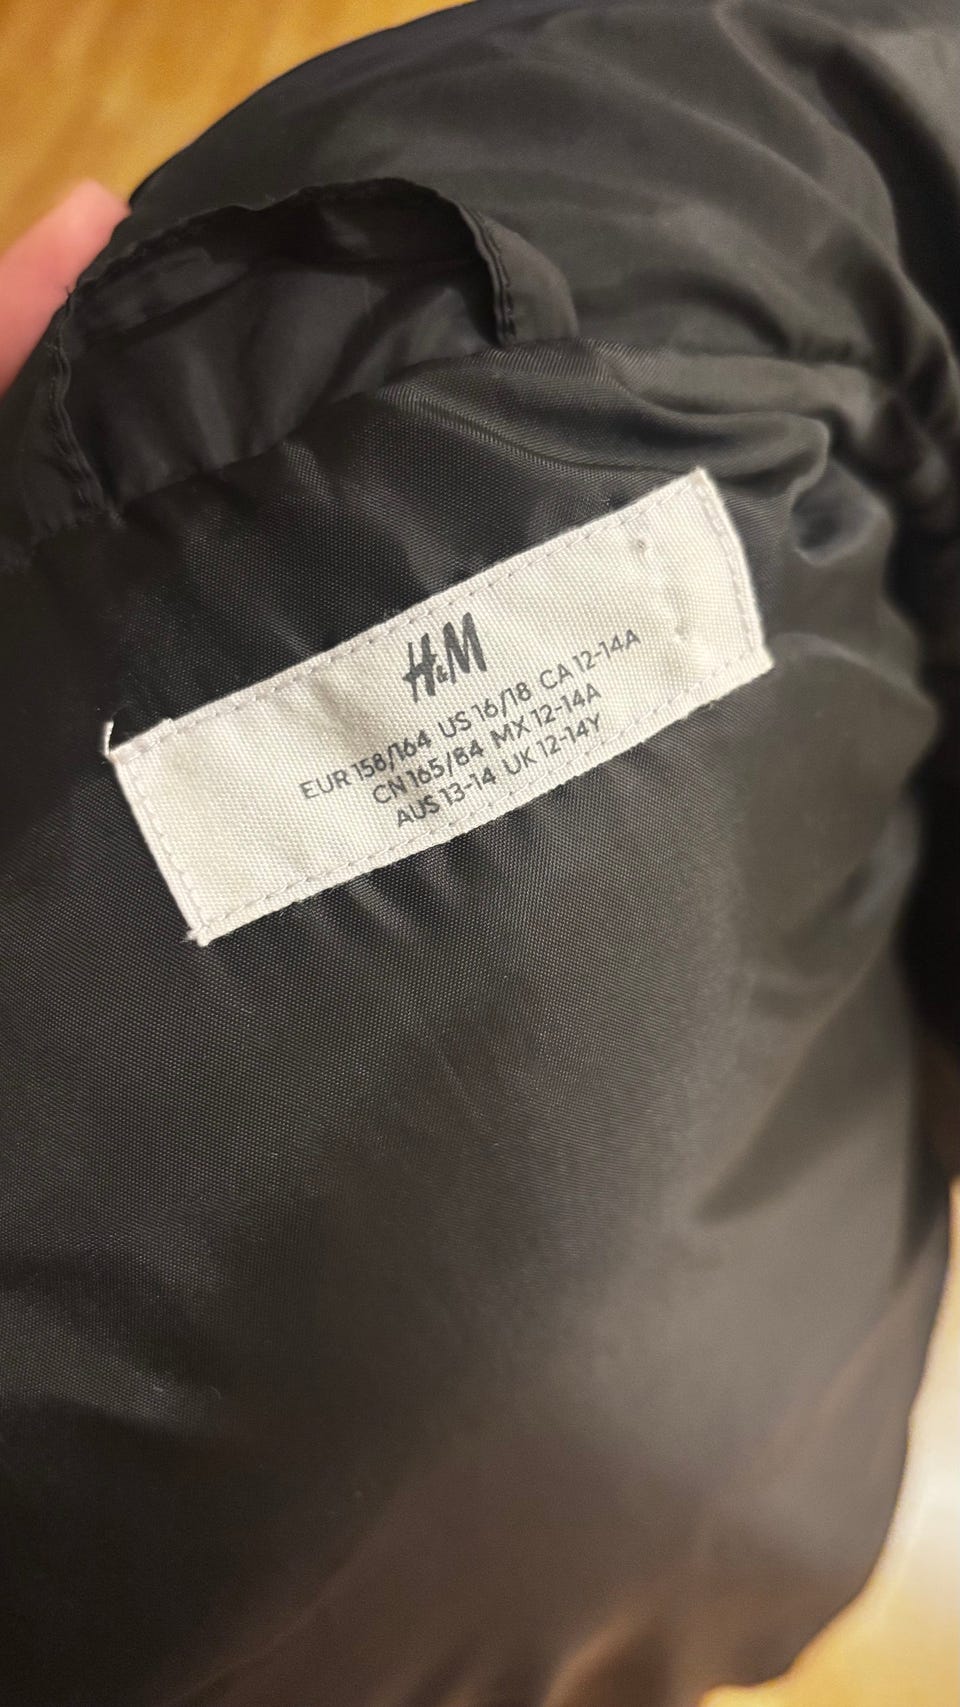 H&M
EUR 158/164 US 16/18 CA 12-14A
CN 165/84 MX 12-14A
AUS 13-14 UK 12-14Y